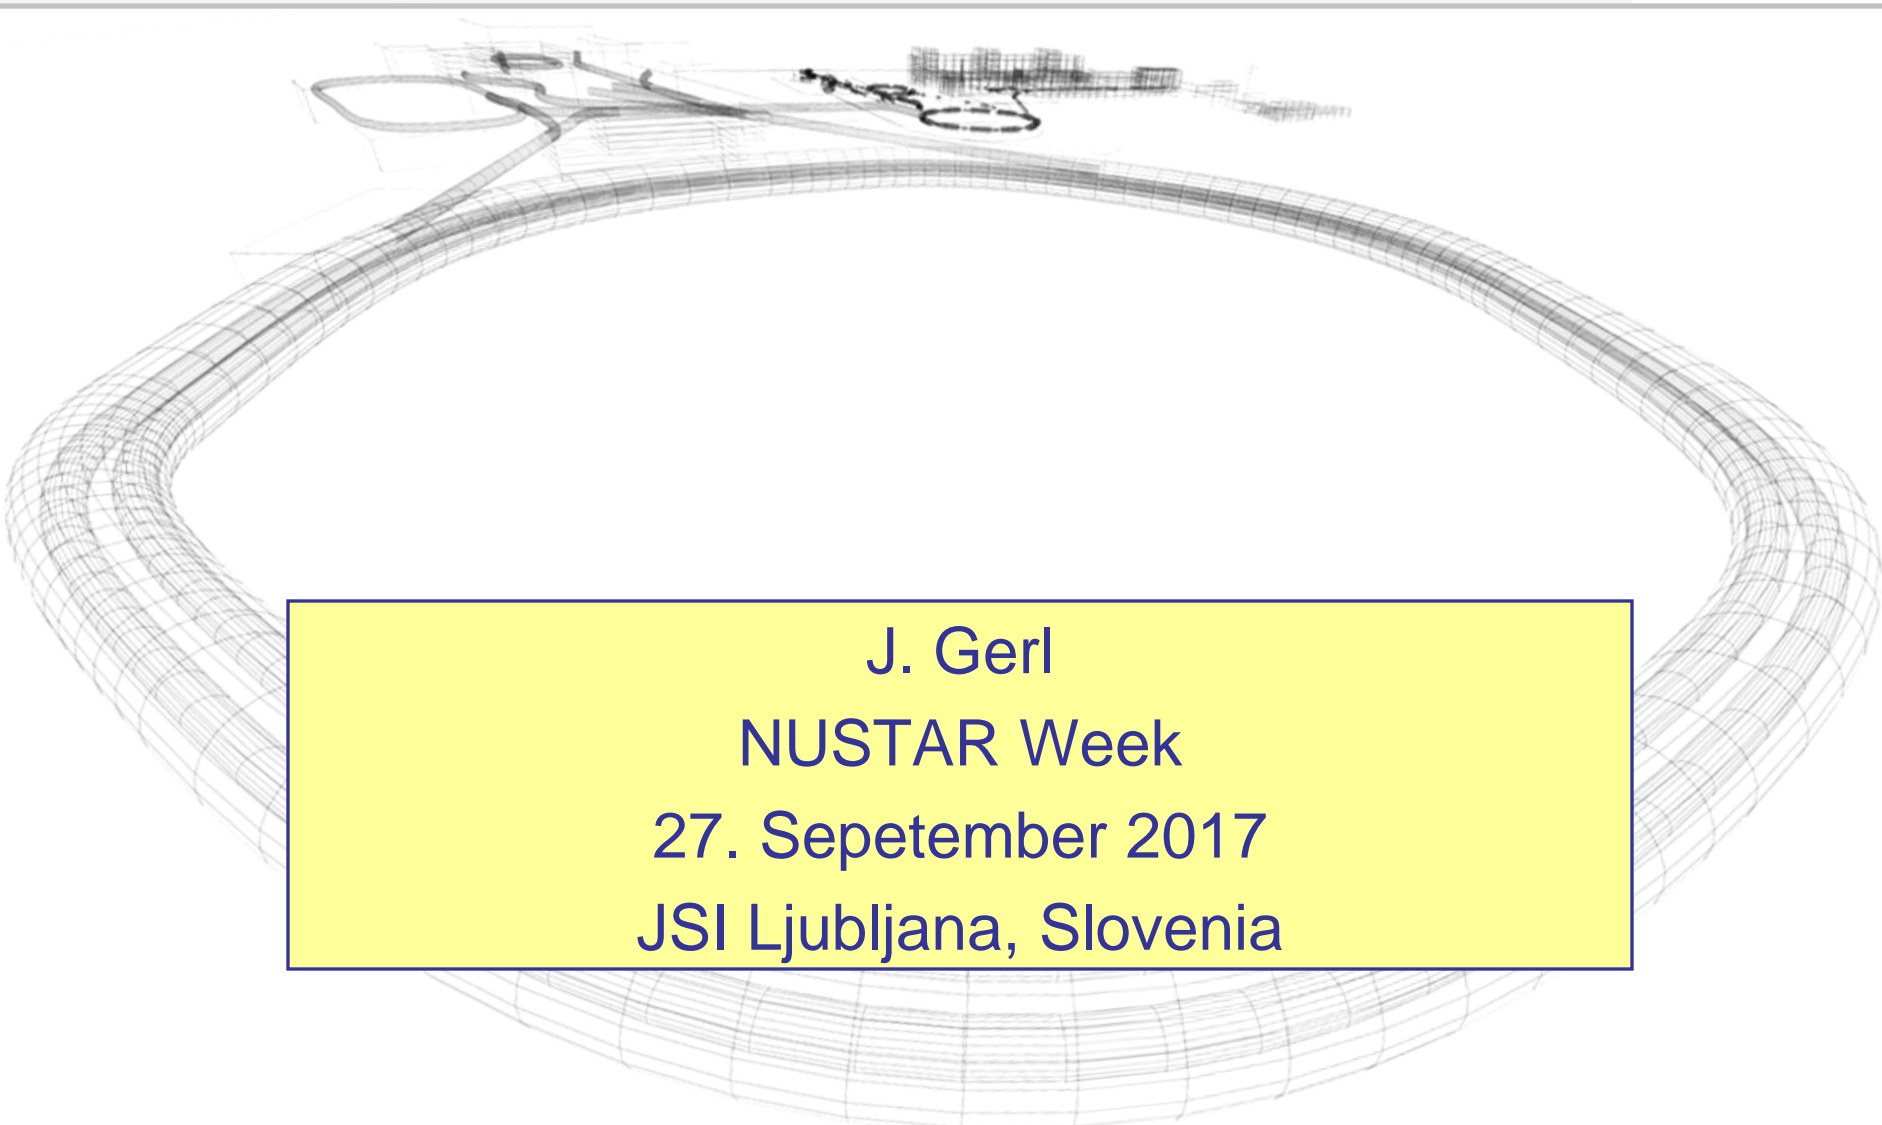 J. Gerl
NUSTAR Week
27. Sepetember 2017
JSI Ljubljana, Slovenia